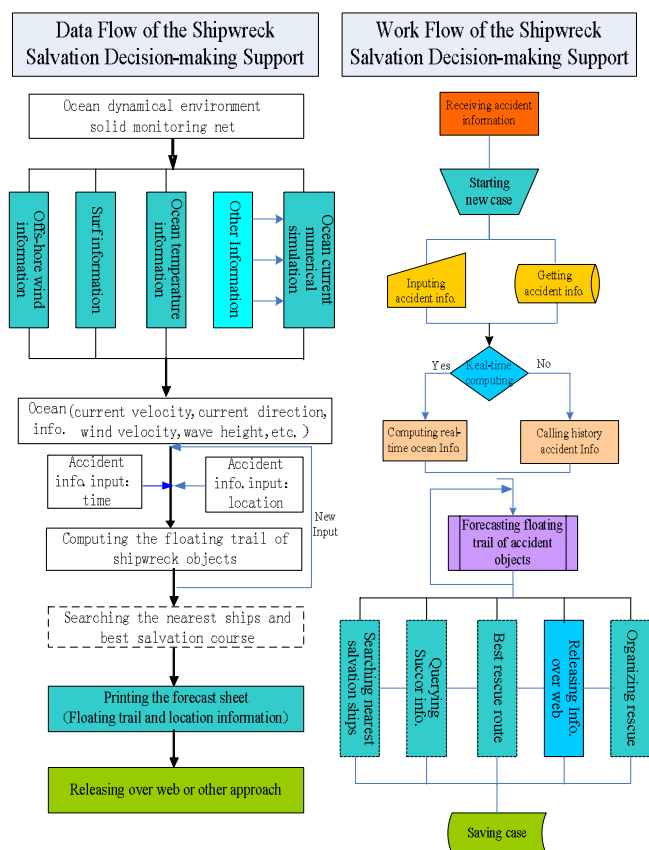 Data Flow of the Shipwreck
Salvation Decision-making Support
Ocean dynamical environment
solid monitoring net
Offs-hore wind
information
Surf information
Ocean temperature
information
Other Information
Ocean current
numerical
simulation
Ocean (current velocity, current direction,
info. wind velocity, wave height, etc. )
Accident
info. input:
time
Accident
info. input:
location
New
Input
Computing the floating trail of
shipwreck objects
Searching the nearest ships and
best salvation course
Printing the forecast sheet
(Floating trail and location information)
Releasing over web or other approach
Work Flow of the Shipwreck
Salvation Decision-making Support
Receiving accident
information
Starting
new case
Inputing
accident info.
Getting
accident info.
Yes
Real-time
computing
No
Computing real-
time ocean Info.
Calling history
accident Info
Forecasting floating
trail of accident
objects
Searching nearest
salvation ships
Querying
Succor info.
Best rescue route
Releasing Info.
over web
Organizing rescue
Saving case